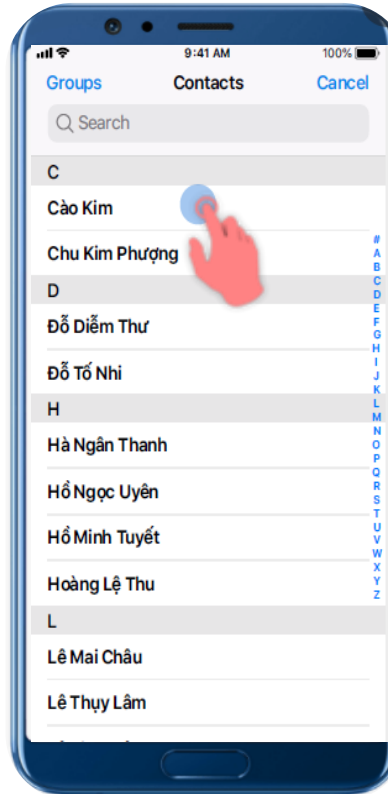 9:41 AM
100%
Groups Contacts Cancel
Search
C
Cào Kim
Chu Kim Phượng
D
Đỗ Diễm Thư
Đỗ Tố Nhi
H
Hà Ngân Thanh
Hồ Ngọc Uyên
Hồ Minh Tuyết
Hoàng Lệ Thu
L
Lê Mai Châu
Lê Thụy Lâm
#
A
B
C
D
E
F
G
H
I
J
K
L
M
N
O
P
Q
R
S
T
U
V
W
X
Y
Z